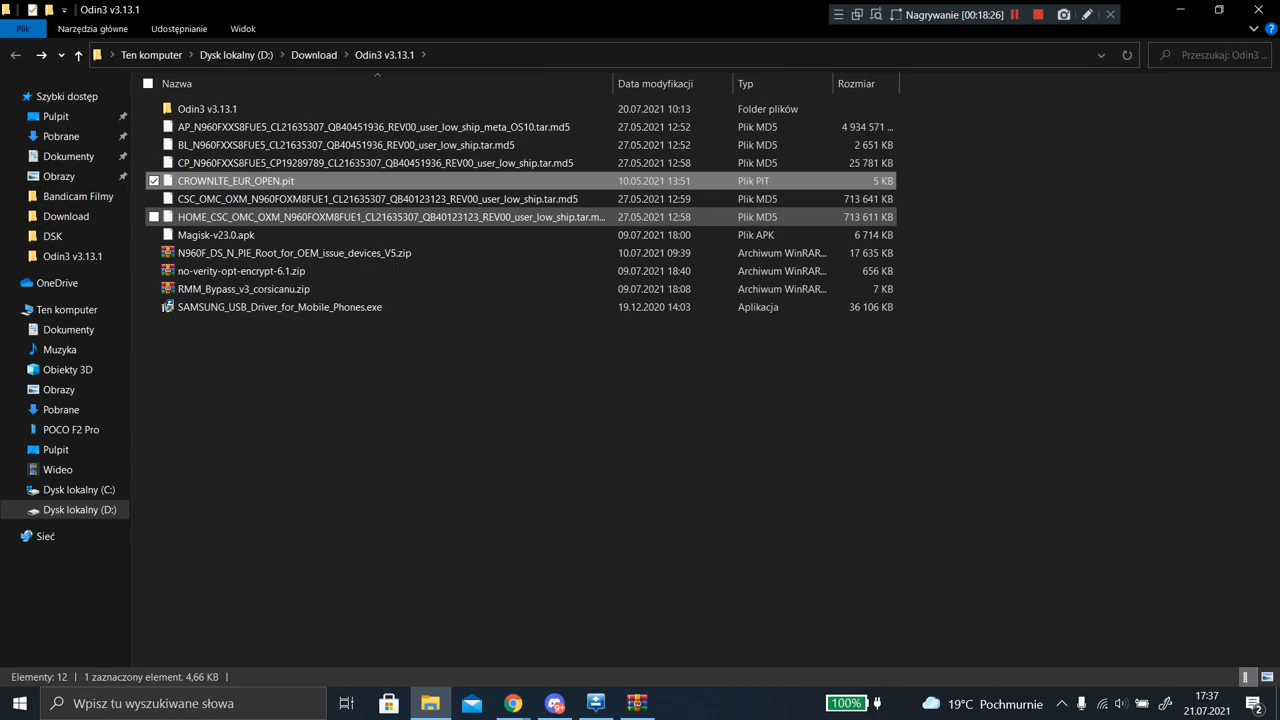 Odin3 v3.13.1
Nagrywanie [00:18:26]
Plik Narzędzia główne Udostępnianie Widok
Ten komputer Dysk lokalny (D:) Download Odin3 v3.13.1 Przeszukaj: Odin3 ...
Nazwa Data modyfikacji Typ Rozmiar
Odin3 v3.13.1 20.07.2021 10:13 Folder plików
AP_N960FXXS8FUE5_CL21635307_QB40451936_REV00_user_low_ship_meta_OS10.tar.md5 27.05.2021 12:52 Plik MD5 4 934 571 ...
BL_N960FXXS8FUE5_CL21635307_QB40451936_REV00_user_low_ship.tar.md5 27.05.2021 12:52 Plik MD5 2 651 KB
CP_N960FXXS8FUE5_CP19289789_CL21635307_QB40451936_REV00_user_low_ship.tar.md5 27.05.2021 12:58 Plik MD5 25 781 KB
CROWNLTE_EUR_OPEN.pit 10.05.2021 13:51 Plik PIT 5 KB
CSC_OMC_OXM_N960FOXM8FUE1_CL21635307_QB40123123_REV00_user_low_ship.tar.md5 27.05.2021 12:59 Plik MD5 713 641 KB
HOME_CSC_OMC_OXM_N960FOXM8FUE1_CL21635307_QB40123123_REV00_user_low_ship.tar.m... 27.05.2021 12:58 Plik MD5 713 611 KB
Magisk-v23.0.apk 09.07.2021 18:00 Plik APK 6 714 KB
N960F_DS_N_PIE_Root_for_OEM_issue_devices_V5.zip 10.07.2021 09:39 Archiwum WinRAR... 17 635 KB
no-verity-opt-encrypt-6.1.zip 09.07.2021 18:40 Archiwum WinRAR... 656 KB
RMM_Bypass_v3_corsicanu.zip 09.07.2021 18:08 Archiwum WinRAR... 7 KB
SAMSUNG_USB_Driver_for_Mobile_Phones.exe 19.12.2020 14:03 Aplikacja 36 106 KB
Szybki dostęp
Pulpit
Pobrane
Dokumenty
Obrazy
Bandicam Filmy
Download
DSK
Odin3 v3.13.1
OneDrive
Ten komputer
Dokumenty
Muzyka
Obiekty 3D
Obrazy
Pobrane
POCO F2 Pro
Pulpit
Wideo
Dysk lokalny (C:)
Dysk lokalny (D:)
Sieć
Elementy: 12 1 zaznaczony element. 4,66 KB
Wpisz tu wyszukiwane słowa
100%
19°C Pochmurnie
17:37
21.07.2021
2